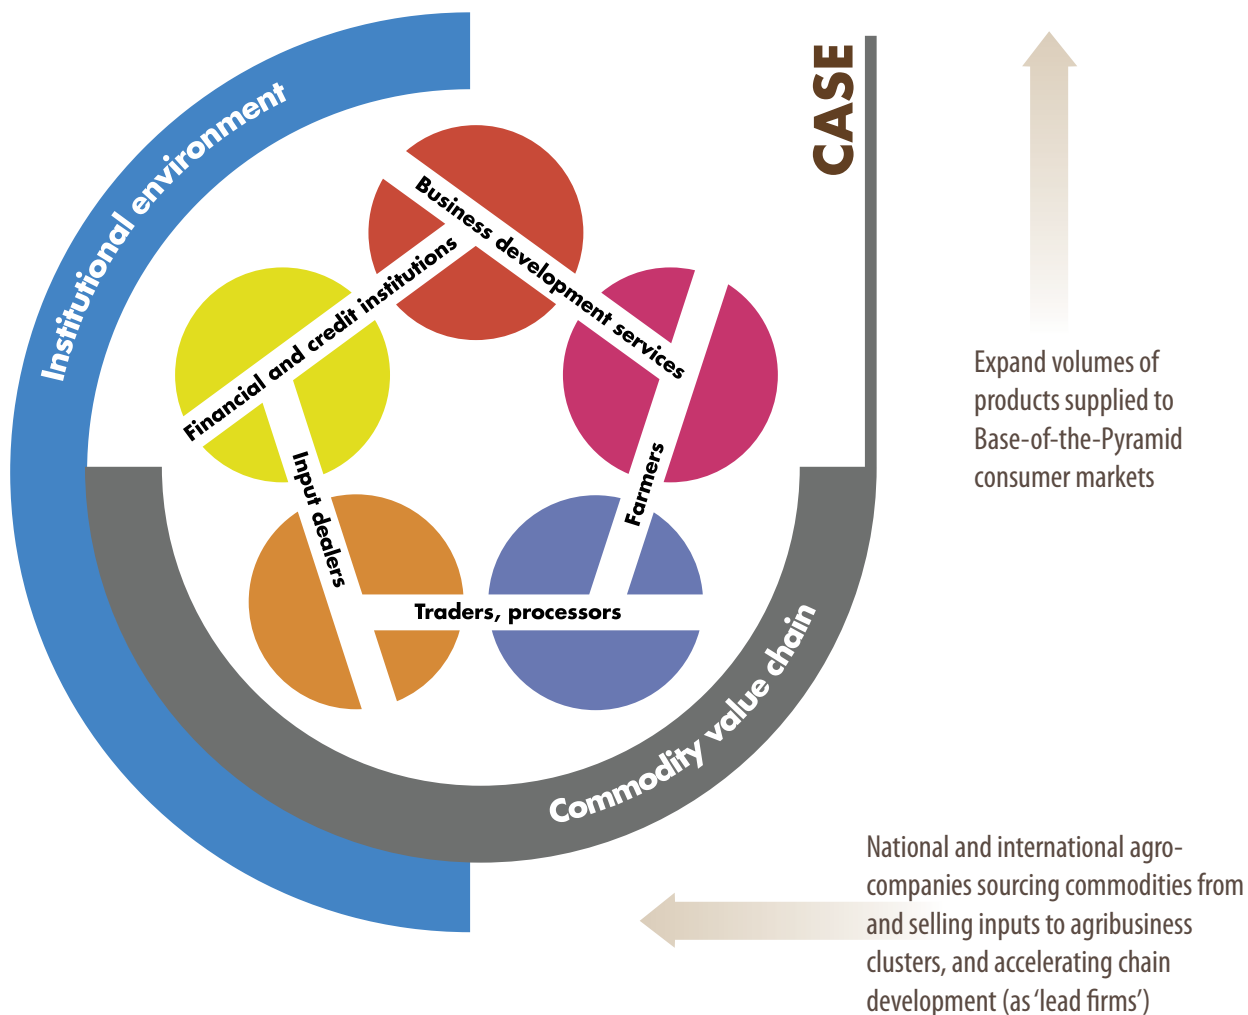 CASE
Institutional environment
Business development services
Financial and credit institutions
Input dealers
Farmers
Traders, processors
Commodity value chain
Expand volumes of
products supplied to
Base-of-the-Pyramid
consumer markets
National and international agro-
companies sourcing commodities from
and selling inputs to agribusiness
clusters, and accelerating chain
development (as ‘lead firms’)